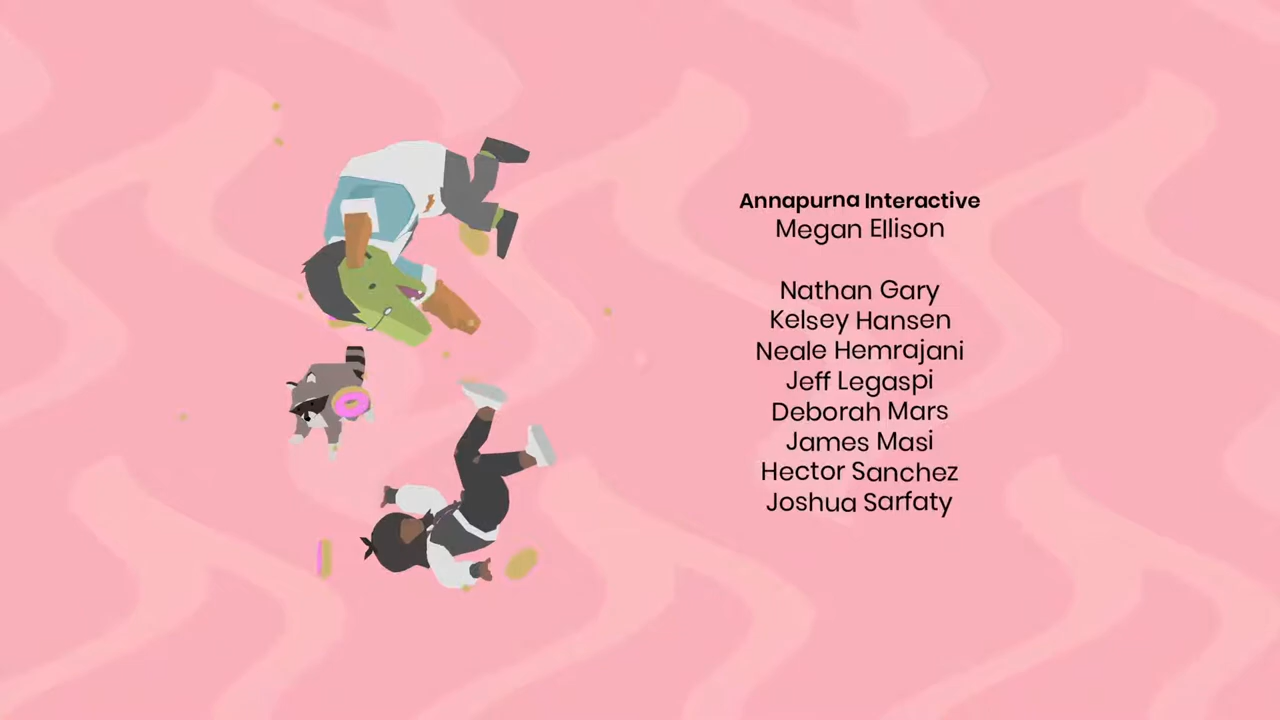 Annapurna Interactive
Megan Ellison
Nathan Gary
Kelsey Hansen
Neale Hemrajani
Jeff Legaspi
Deborah Mars
James Masi
Hector Sanchez
Joshua Sarfaty